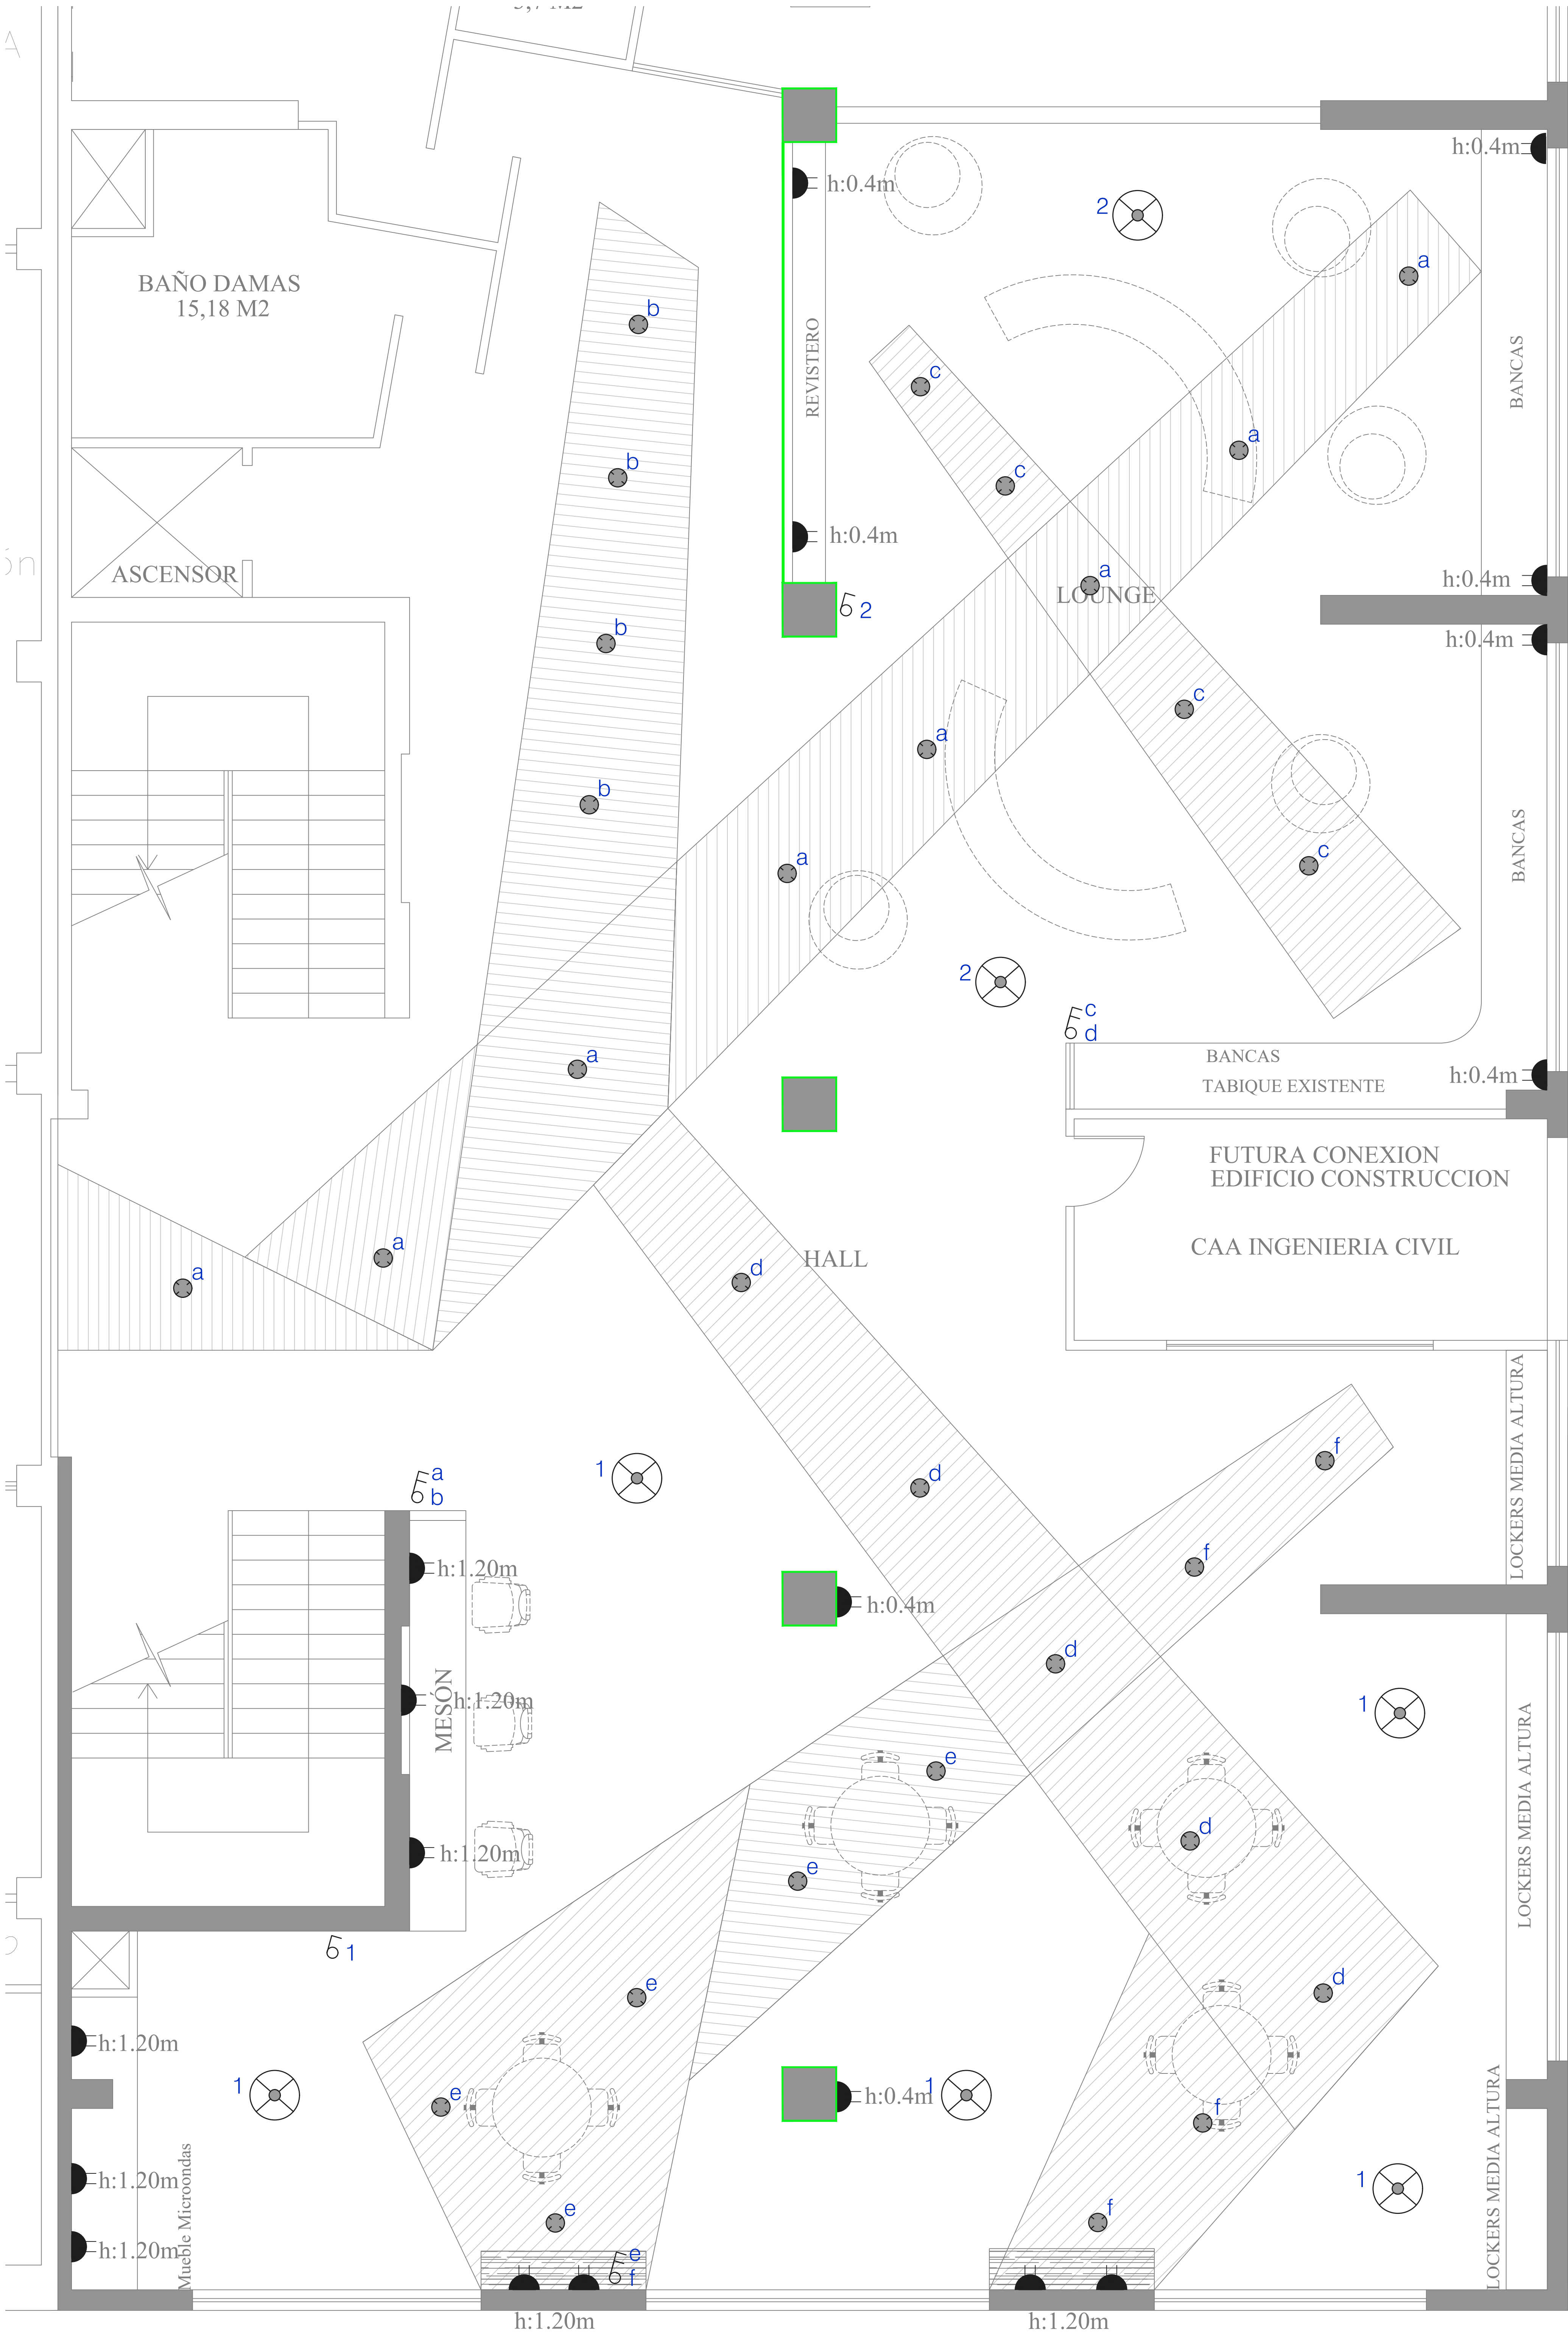 BAÑO DAMAS
15,18 M2
ASCENSOR
h:0.4m
h:0.4m
2
a
b
c
a
b
c
REVISTERO
BANCAS
h:0.4m
a
LOUNGE
h:0.4m
2
h:0.4m
b
c
a
b
a
c
BANCAS
2
c
d
a
BANCAS
TABIQUE EXISTENTE
h:0.4m
FUTURA CONEXION
EDIFICIO CONSTRUCCION
CAA INGENIERIA CIVIL
a
a
HALL
d
LOCKERS MEDIA ALTURA
f
a
b
1
d
f
h:1.20m
h:0.4m
d
h:1.20m
MESÓN
1
LOCKERS MEDIA ALTURA
e
d
h:1.20m
e
1
e
d
h:1.20m
1
e
h:0.4m
1
f
LOCKERS MEDIA ALTURA
h:1.20m
Mueble Microondas
1
e
f
h:1.20m
e
f
h:1.20m
h:1.20m